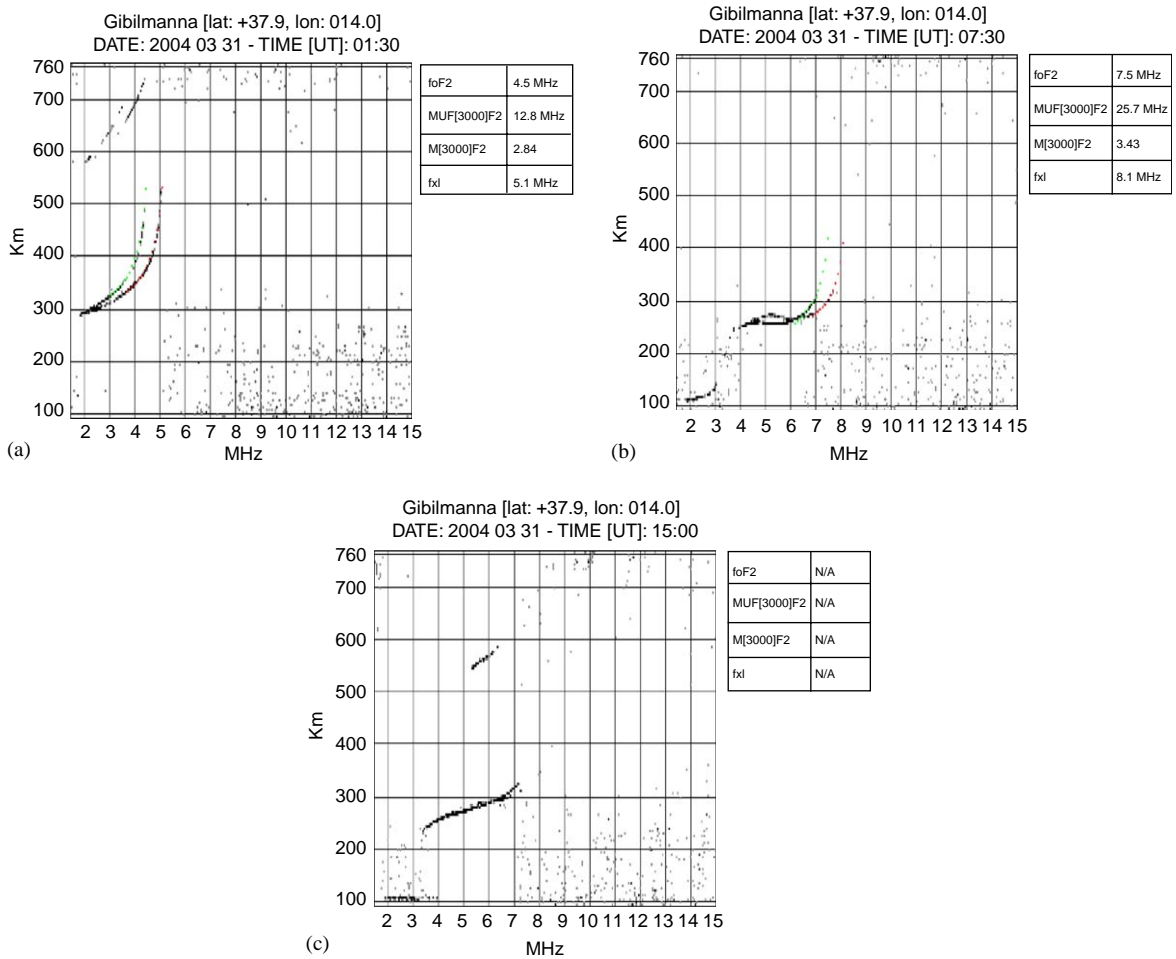 Gibilmanna [lat: +37.9, lon: 014.0]
DATE: 2004 03 31 - TIME [UT]: 01:30
760
700
600
500
400
300
200
100
Km
2 3 4 5 6 7 8 9 10 11 12 13 14 15
MHz
foF2 4.5 MHz
MUF[3000]F2 12.8 MHz
M[3000]F2 2.84
fxI 5.1 MHz
(a)
Gibilmanna [lat: +37.9, lon: 014.0]
DATE: 2004 03 31 - TIME [UT]: 07:30
760
700
600
500
400
300
200
100
Km
2 3 4 5 6 7 8 9 10 11 12 13 14 15
MHz
foF2 7.5 MHz
MUF[3000]F2 25.7 MHz
M[3000]F2 3.43
fxI 8.1 MHz
(b)
Gibilmanna [lat: +37.9, lon: 014.0]
DATE: 2004 03 31 - TIME [UT]: 15:00
760
700
600
500
400
300
200
100
Km
2 3 4 5 6 7 8 9 10 11 12 13 14 15
MHz
foF2 N/A
MUF[3000]F2 N/A
M[3000]F2 N/A
fxI N/A
(c)